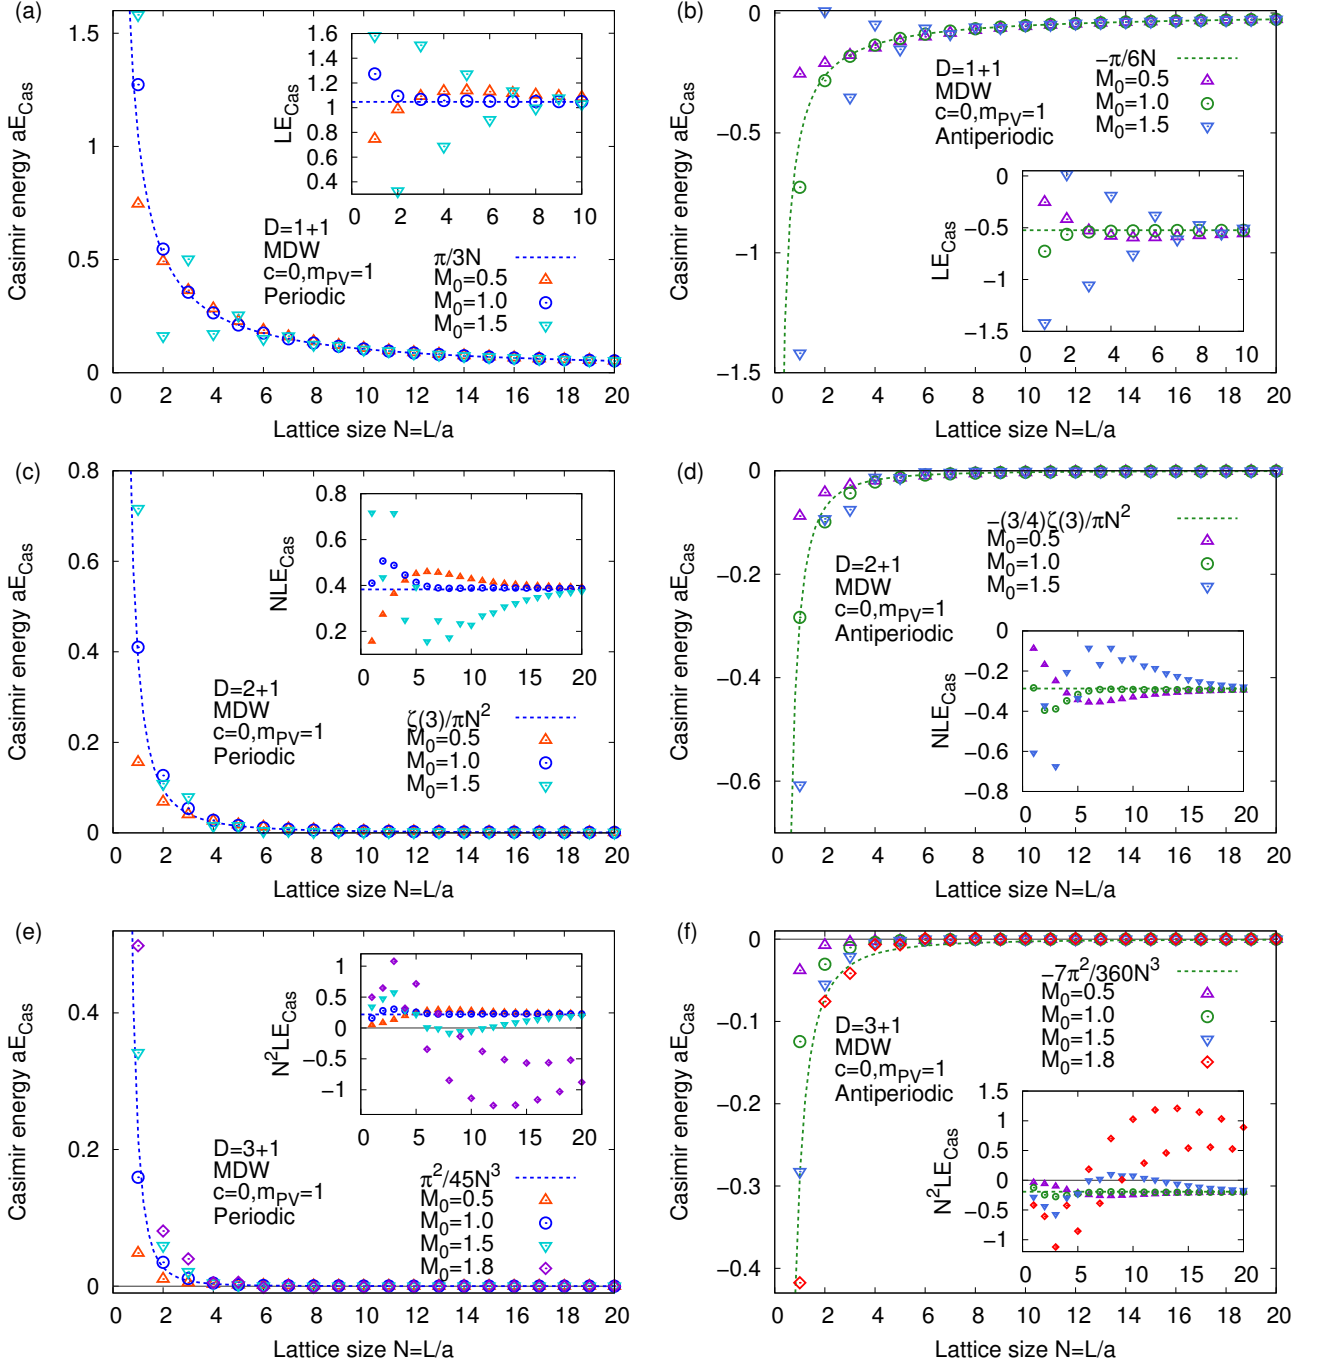 (a)
Casimir energy aE_Cas
1.5
1
0.5
0
0 2 4 6 8 10 12 14 16 18 20
Lattice size N=L/a
LE_Cas
1.6
1.4
1.2
1
0.8
0.6
0.4
0 2 4 6 8 10
D=1+1
MDW
c=0,m_PV=1
Periodic
π/3N
M_0=0.5
M_0=1.0
M_0=1.5
(b)
Casimir energy aE_Cas
0
−0.5
−1
−1.5
0 2 4 6 8 10 12 14 16 18 20
Lattice size N=L/a
D=1+1
MDW
c=0,m_PV=1
Antiperiodic
−π/6N
M_0=0.5
M_0=1.0
M_0=1.5
LE_Cas
0
−0.5
−1
−1.5
0 2 4 6 8 10
(c)
Casimir energy aE_Cas
0.8
0.6
0.4
0.2
0
0 2 4 6 8 10 12 14 16 18 20
Lattice size N=L/a
NLE_Cas
0.8
0.6
0.4
0.2
0 5 10 15 20
D=2+1
MDW
c=0,m_PV=1
Periodic
ζ(3)/πN²
M_0=0.5
M_0=1.0
M_0=1.5
(d)
Casimir energy aE_Cas
0
−0.2
−0.4
−0.6
0 2 4 6 8 10 12 14 16 18 20
Lattice size N=L/a
−(3/4)ζ(3)/πN²
M_0=0.5
M_0=1.0
M_0=1.5
D=2+1
MDW
c=0,m_PV=1
Antiperiodic
NLE_Cas
0
−0.2
−0.4
−0.6
−0.8
0 5 10 15 20
(e)
Casimir energy aE_Cas
0.4
0.2
0
0 2 4 6 8 10 12 14 16 18 20
Lattice size N=L/a
N²LE_Cas
1
0.5
0
−0.5
−1
0 5 10 15 20
D=3+1
MDW
c=0,m_PV=1
Periodic
π²/45N³
M_0=0.5
M_0=1.0
M_0=1.5
M_0=1.8
(f)
Casimir energy aE_Cas
0
−0.1
−0.2
−0.3
−0.4
0 2 4 6 8 10 12 14 16 18 20
Lattice size N=L/a
−7π²/360N³
M_0=0.5
M_0=1.0
M_0=1.5
M_0=1.8
D=3+1
MDW
c=0,m_PV=1
Antiperiodic
N²LE_Cas
1.5
1
0.5
0
−0.5
−1
0 5 10 15 20